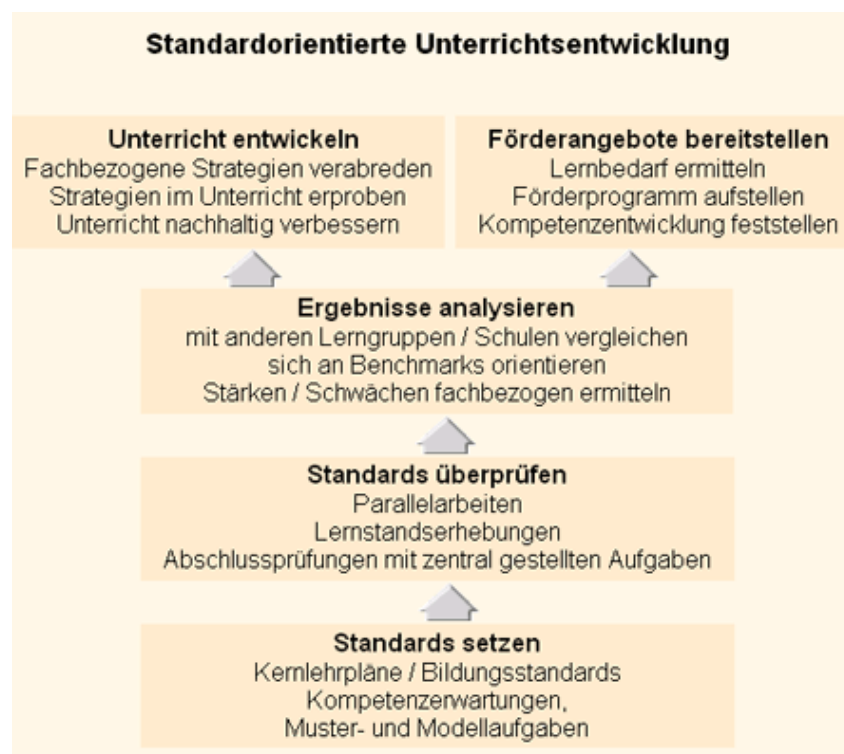 Standardorientierte Unterrichtsentwicklung
Unterricht entwickeln
Fachbezogene Strategien verabreden
Strategien im Unterricht erproben
Unterricht nachhaltig verbessern
Förderangebote bereitstellen
Lernbedarf ermitteln
Förderprogramm aufstellen
Kompetenzentwicklung feststellen
Ergebnisse analysieren
mit anderen Lerngruppen / Schulen vergleichen
sich an Benchmarks orientieren
Stärken / Schwächen fachbezogen ermitteln
Standards überprüfen
Parallelarbeiten
Lernstandserhebungen
Abschlussprüfungen mit zentral gestellten Aufgaben
Standards setzen
Kernlehrpläne / Bildungsstandards
Kompetenzerwartungen,
Muster- und Modellaufgaben